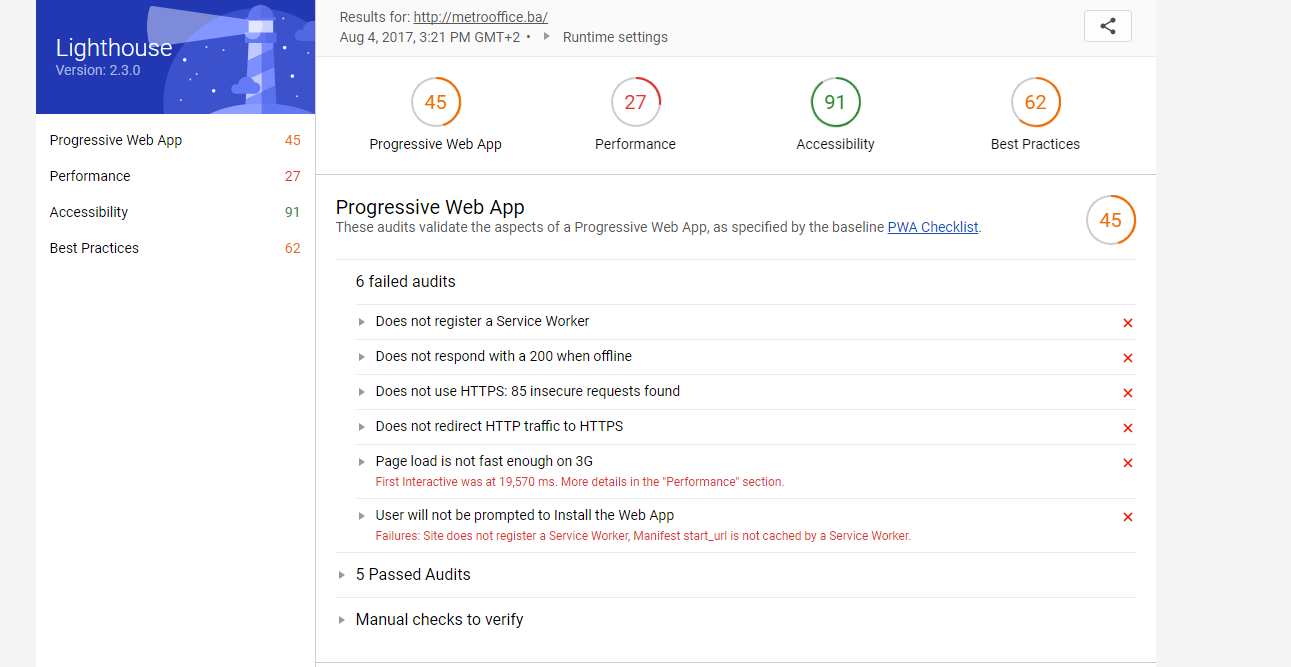 Lighthouse
Version: 2.3.0
Progressive Web App 45
Performance 27
Accessibility 91
Best Practices 62
Results for: http://metrooffice.ba/
Aug 4, 2017, 3:21 PM GMT+2 • Runtime settings
45 27 91 62
Progressive Web App Performance Accessibility Best Practices
Progressive Web App
These audits validate the aspects of a Progressive Web App, as specified by the baseline PWA Checklist.
45
6 failed audits
Does not register a Service Worker
Does not respond with a 200 when offline
Does not use HTTPS: 85 insecure requests found
Does not redirect HTTP traffic to HTTPS
Page load is not fast enough on 3G
First Interactive was at 19,570 ms. More details in the "Performance" section.
User will not be prompted to Install the Web App
Failures: Site does not register a Service Worker, Manifest start_url is not cached by a Service Worker.
5 Passed Audits
Manual checks to verify